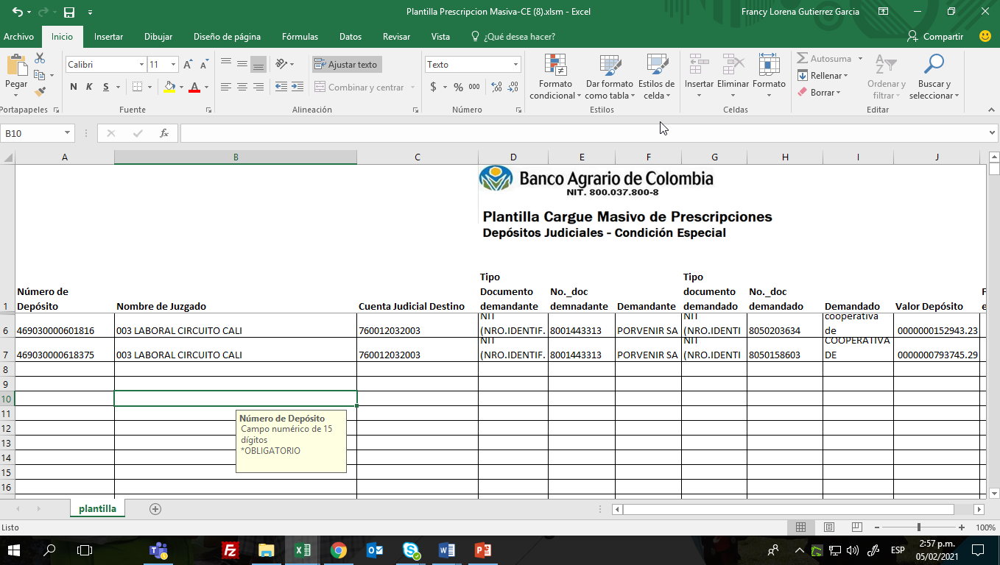 Plantilla Prescripcion Masiva-CE (8).xlsm - Excel
Francy Lorena Gutierrez Garcia
Archivo Inicio Insertar Dibujar Diseño de página Fórmulas Datos Revisar Vista ¿Qué desea hacer? Compartir
Pegar
Portapapeles
Calibri 11
N K S
Fuente
Ajustar texto
Combinar y centrar
Alineación
Texto
$ % 000
Número
Formato condicional
Dar formato como tabla
Estilos de celda
Estilos
Insertar Eliminar Formato
Celdas
Autosuma
Rellenar
Borrar
Ordenar y filtrar
Buscar y seleccionar
Editar
B10 fx
A B C D E F G H I J
Banco Agrario de Colombia
NIT. 800.037.800-8
Plantilla Cargue Masivo de Prescripciones
Depósitos Judiciales - Condición Especial
1 Número de Depósito Nombre de Juzgado Cuenta Judicial Destino Tipo Documento demandante No._doc demnadante Demandante Tipo documento demandado No._doc demandado Demandado Valor Depósito
6 469030000601816 003 LABORAL CIRCUITO CALI 760012032003 NIT (NRO.IDENTIF. 8001443313 PORVENIR SA NIT (NRO.IDENTI 8050203634 cooperativa de 0000000152943.23
7 469030000618375 003 LABORAL CIRCUITO CALI 760012032003 NIT (NRO.IDENTIF. 8001443313 PORVENIR SA NIT (NRO.IDENTI 8050158603 COOPERATIVA DE 0000000793745.29
8
9
10
11
12
13
14
15
16
Número de Depósito
Campo numérico de 15
dígitos
*OBLIGATORIO
plantilla
Listo
100%
ESP
2:57 p.m.
05/02/2021